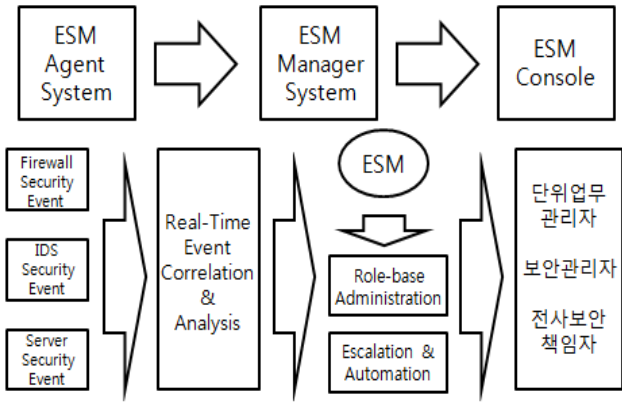 ESM
Agent
System
ESM
Manager
System
ESM
Console
Firewall
Security
Event
IDS
Security
Event
Server
Security
Event
Real-Time
Event
Correlation
&
Analysis
ESM
Role-base
Administration
Escalation &
Automation
단위업무
관리자
보안관리자
전사보안
책임자